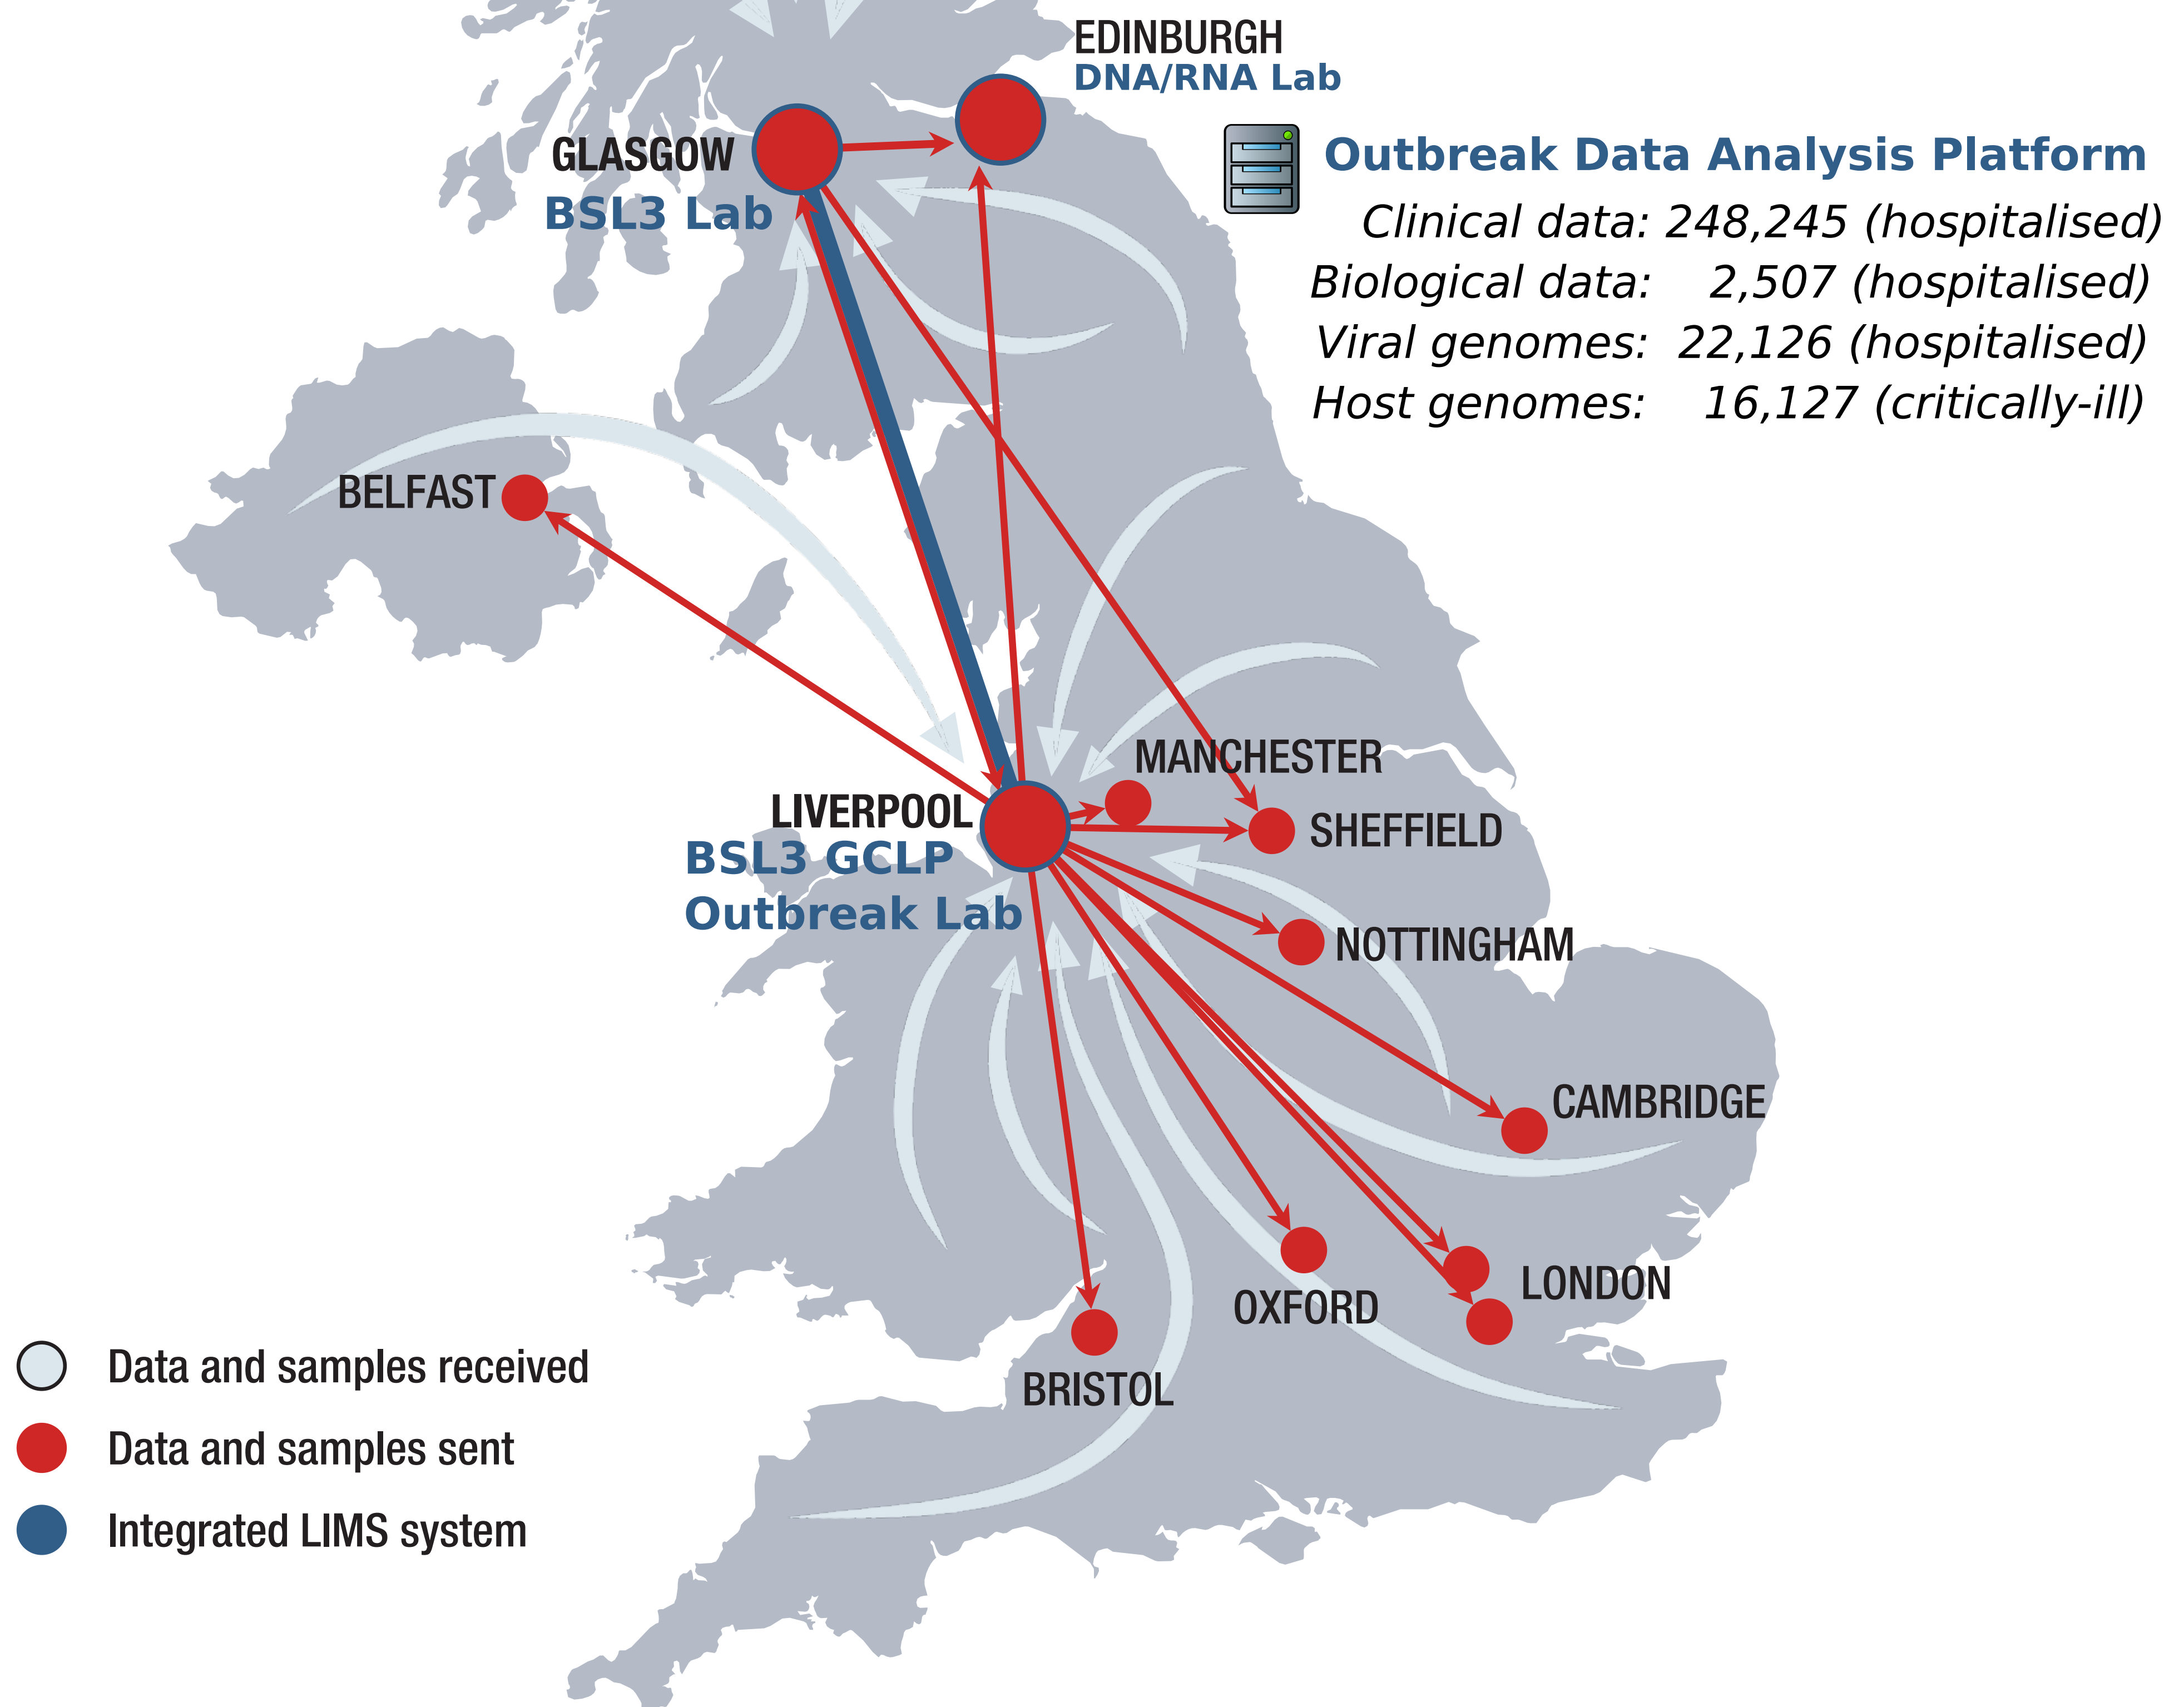 EDINBURGH
DNA/RNA Lab
GLASGOW
BSL3 Lab
Outbreak Data Analysis Platform
Clinical data: 248,245 (hospitalised)
Biological data: 2,507 (hospitalised)
Viral genomes: 22,126 (hospitalised)
Host genomes: 16,127 (critically-ill)
BELFAST
MANCHESTER
LIVERPOOL
BSL3 GCLP
Outbreak Lab
SHEFFIELD
NOTTINGHAM
CAMBRIDGE
LONDON
OXFORD
BRISTOL
Data and samples received
Data and samples sent
Integrated LIMS system